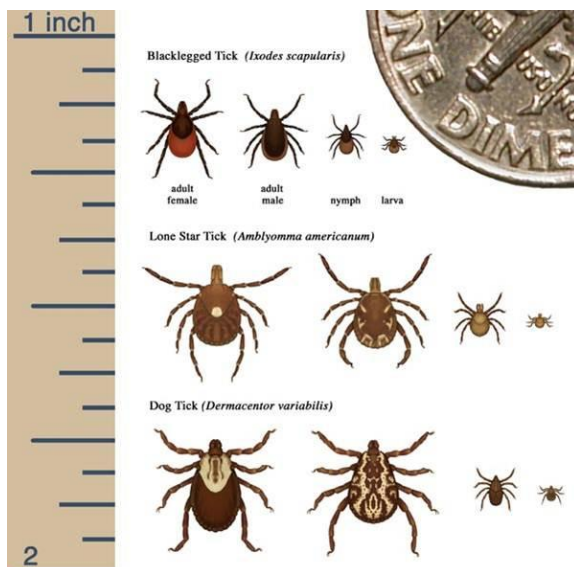 1 inch
Blacklegged Tick (Ixodes scapularis)
adult female
adult male
nymph
larva
ONE DIME
Lone Star Tick (Amblyomma americanum)
Dog Tick (Dermacentor variabilis)
2